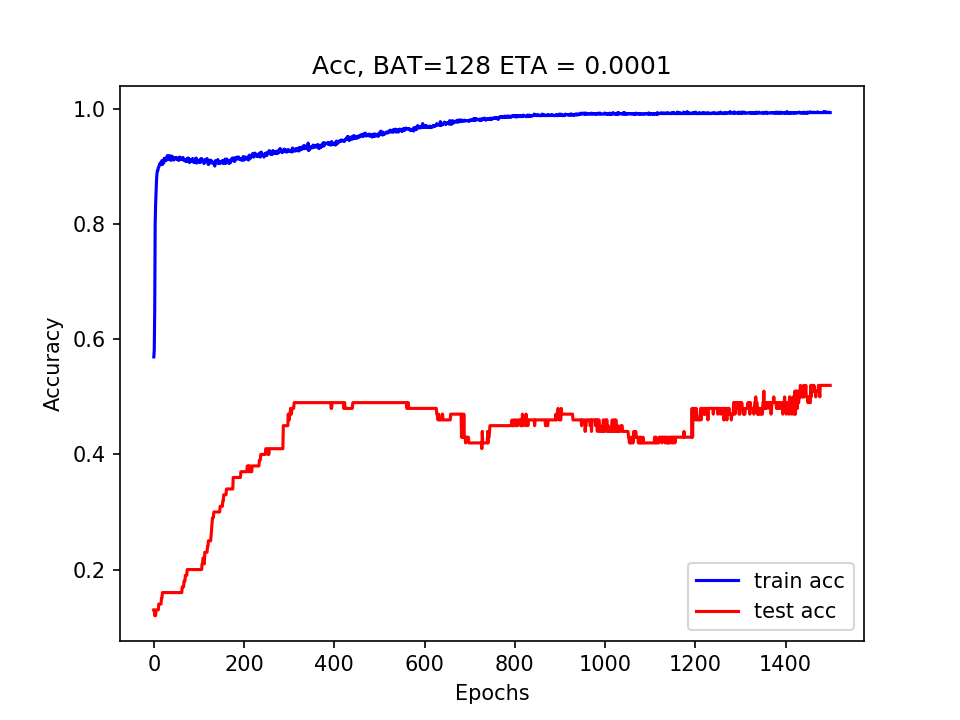 Acc, BAT=128 ETA = 0.0001
1.0
0.8
0.6
0.4
0.2
Accuracy
0 200 400 600 800 1000 1200 1400
Epochs
train acc
test acc